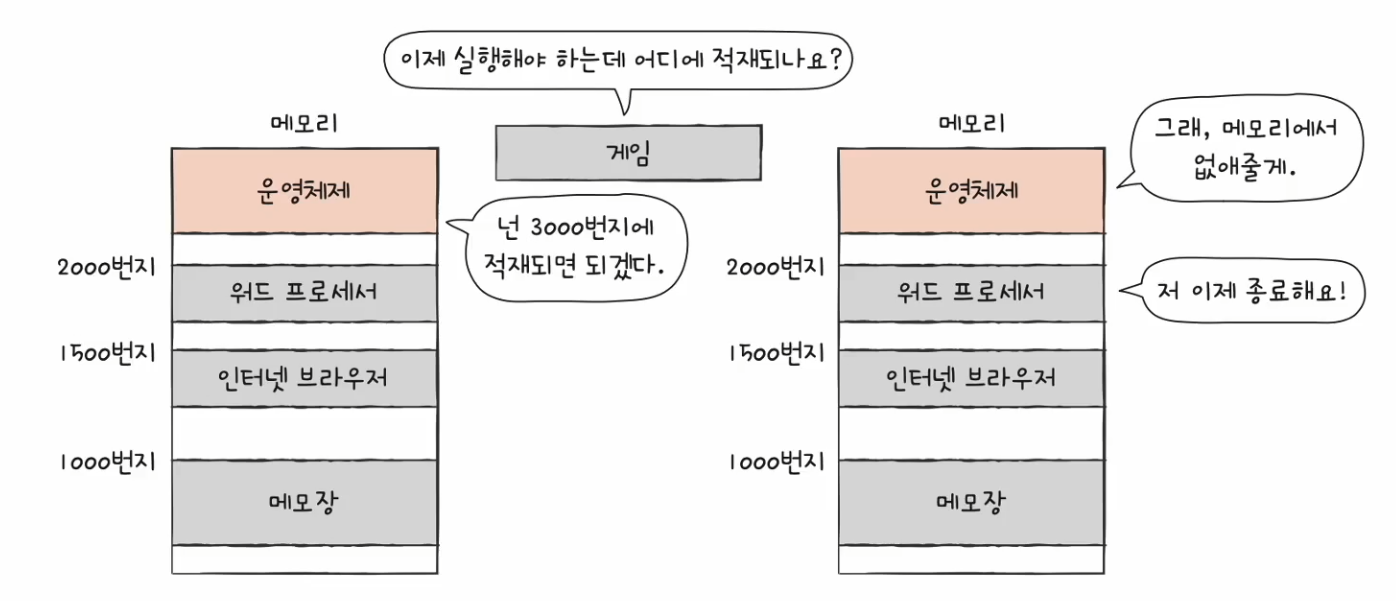 이제 실행해야 하는데 어디에 적재되나요?
메모리
게임
운영체제
넌 3000번지에
적재되면 되겠다.
2000번지
워드 프로세서
1500번지
인터넷 브라우저
1000번지
메모장
메모리
그래, 메모리에서
없애줄게.
운영체제
2000번지
워드 프로세서
저 이제 종료해요!
1500번지
인터넷 브라우저
1000번지
메모장